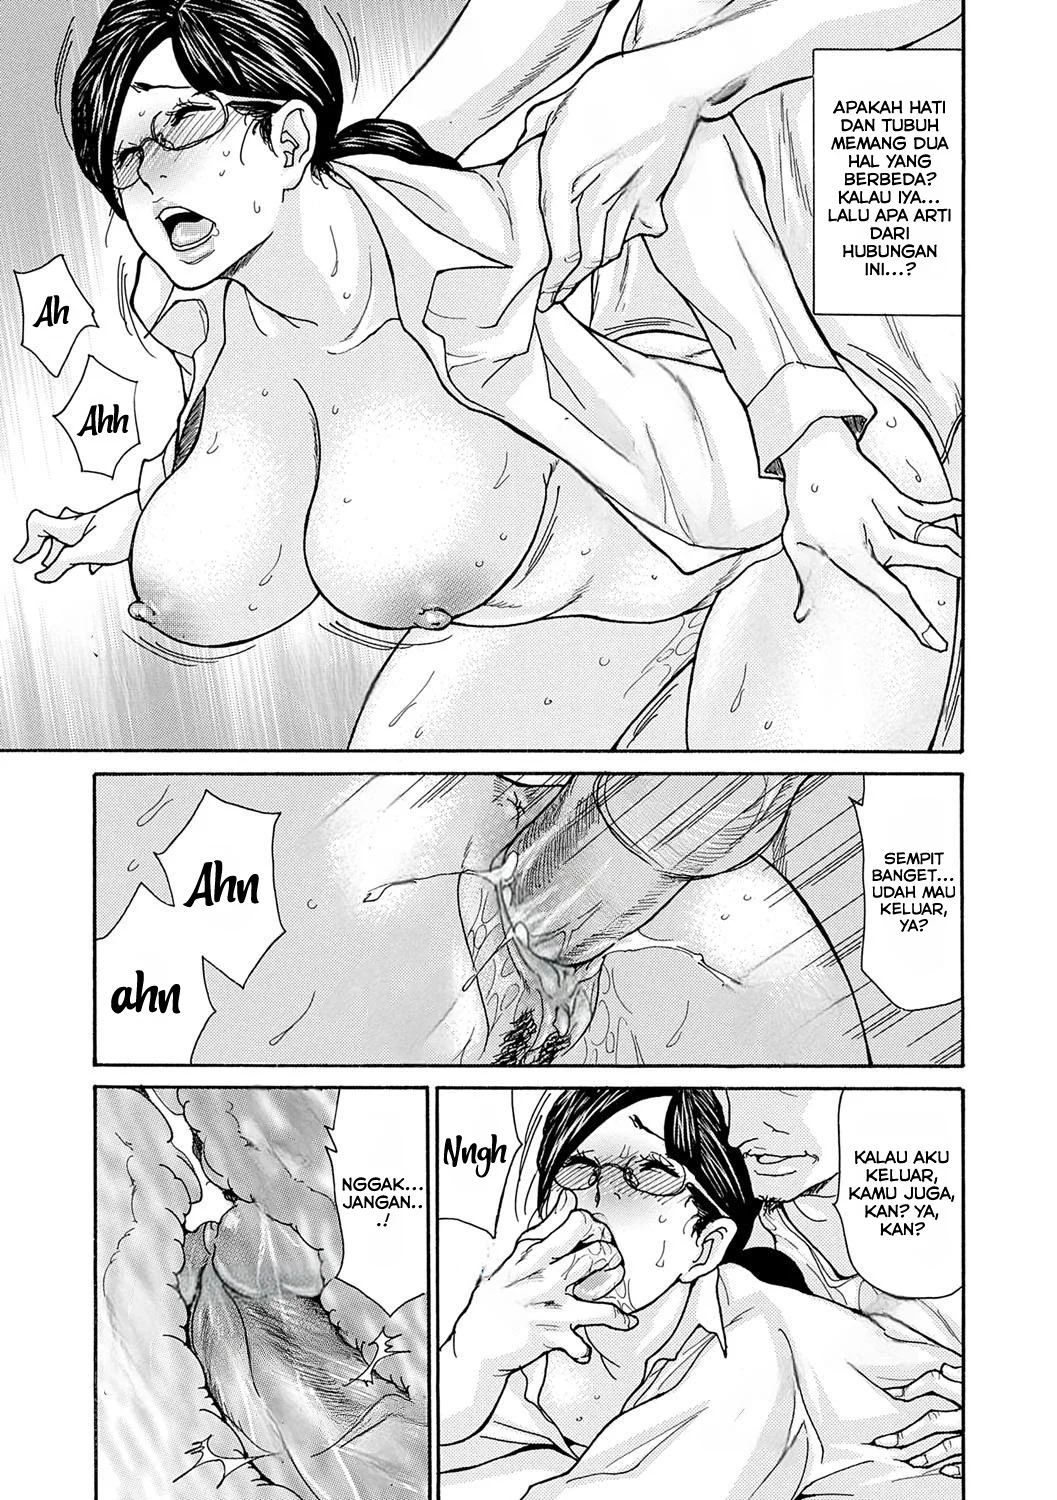 APAKAH HATI
DAN TUBUH
MEMANG DUA
HAL YANG
BERBEDA?
KALAU IYA...
LALU APA ARTI
DARI
HUBUNGAN
INI...?
Ah
Ahh
SEMPIT
BANGET...
UDAH MAU
KELUAR,
YA?
Ahn
ahn
KALAU AKU
KELUAR,
KAMU JUGA,
KAN? YA,
KAN?
Nngh
NGGAK...
JANGAN..
.!